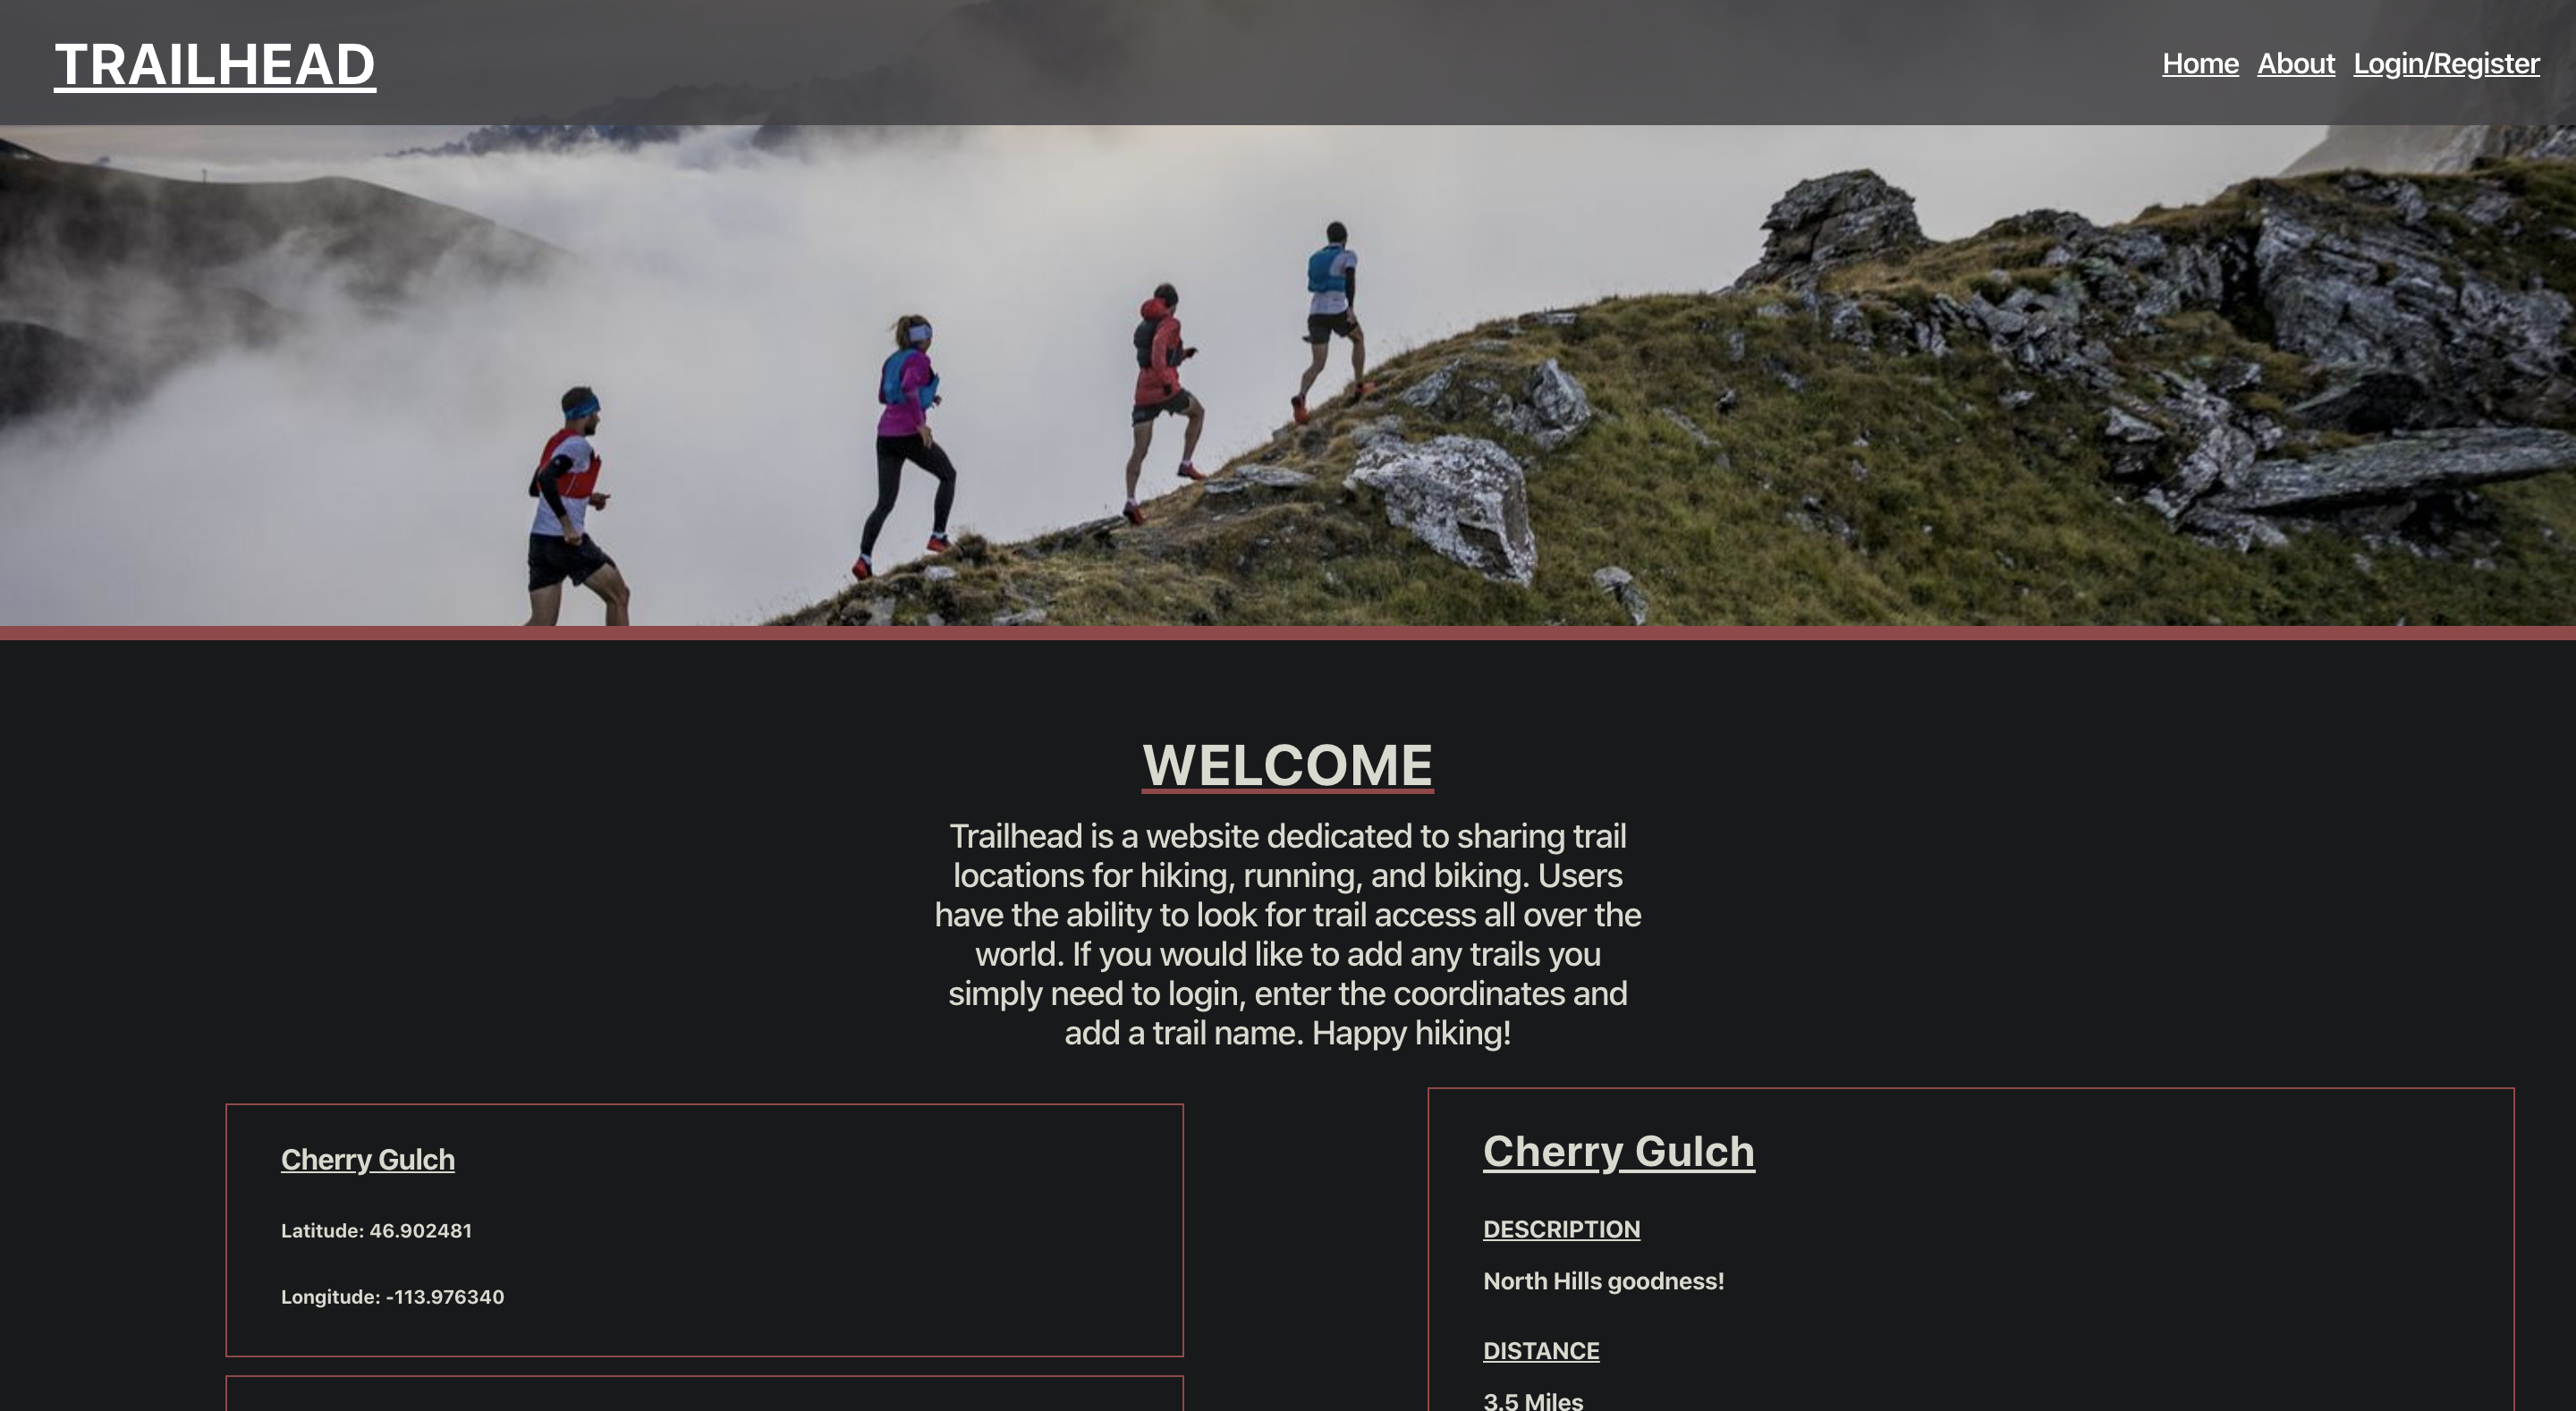 TRAILHEAD
Home About Login/Register
WELCOME
Trailhead is a website dedicated to sharing trail
locations for hiking, running, and biking. Users
have the ability to look for trail access all over the
world. If you would like to add any trails you
simply need to login, enter the coordinates and
add a trail name. Happy hiking!
Cherry Gulch
Latitude: 46.902481
Longitude: -113.976340
Cherry Gulch
DESCRIPTION
North Hills goodness!
DISTANCE
3.5 Miles